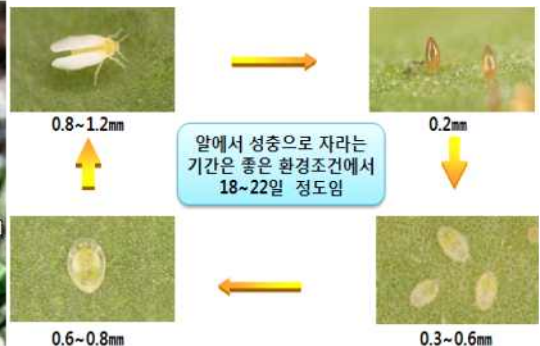 0.8~1.2㎜
0.2㎜
알에서 성충으로 자라는
기간은 좋은 환경조건에서
18~22일 정도임
0.6~0.8㎜
0.3~0.6㎜